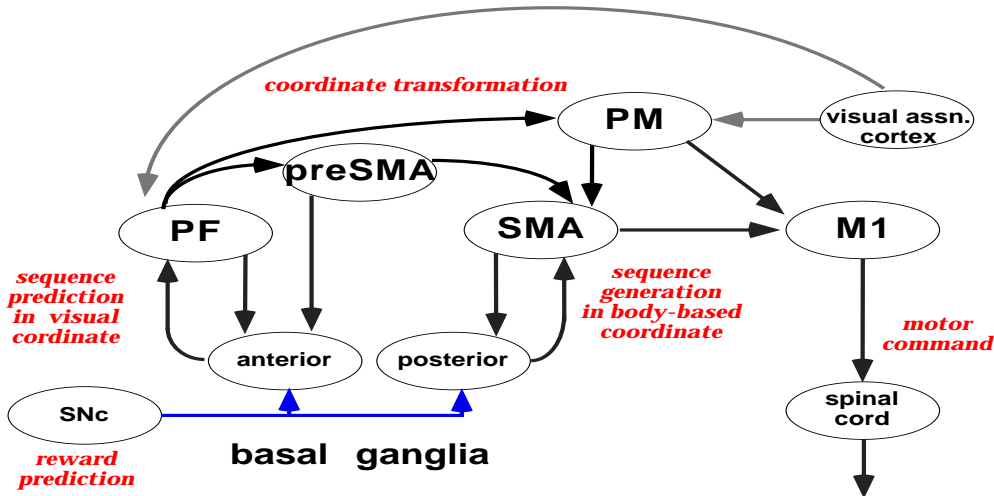 coordinate transformation
PM
visual assn.
cortex
preSMA
PF
SMA
M1
sequence
prediction
in visual
cordinate
sequence
generation
in body-based
coordinate
motor
command
anterior
posterior
SNc
spinal
cord
basal ganglia
reward
prediction